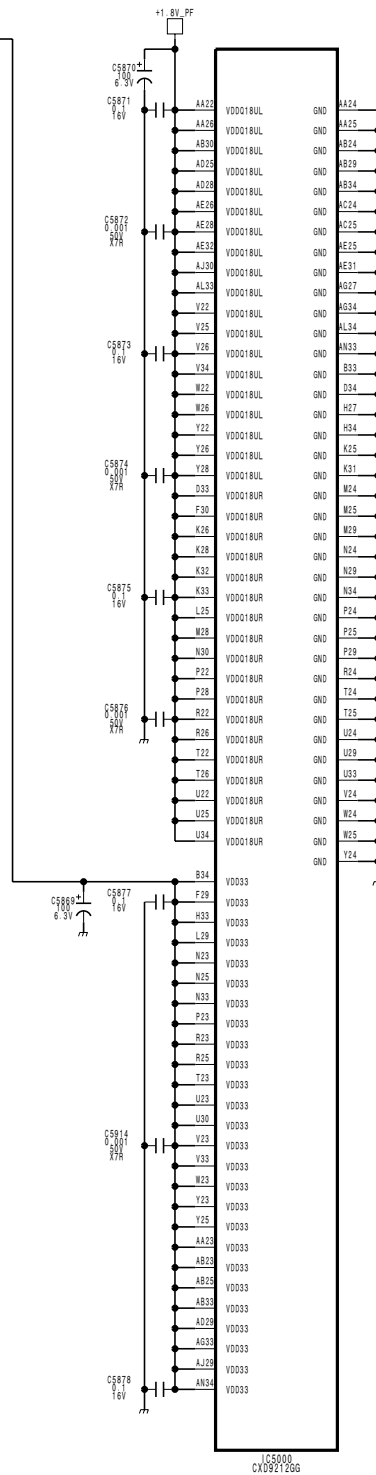 +1.8V_PF
C5870
100
6.3V
C5871
0.1
16V
AA22 VDDQ18UL GND AA24
AA26 VDDQ18UL GND AA25
AB30 VDDQ18UL GND AB24
AD25 VDDQ18UL GND AB29
AD28 VDDQ18UL GND AB34
AE26 VDDQ18UL GND AC24
C5872
0.001
50V
X7R
AE28 VDDQ18UL GND AC25
AE32 VDDQ18UL GND AE25
AJ30 VDDQ18UL GND AE31
AL33 VDDQ18UL GND AG27
V22 VDDQ18UL GND AG34
V25 VDDQ18UL GND AL34
C5873
0.1
16V
V26 VDDQ18UL GND AN33
V34 VDDQ18UL GND B33
W22 VDDQ18UL GND D34
W26 VDDQ18UL GND H27
Y22 VDDQ18UL GND H34
Y26 VDDQ18UL GND K25
C5874
0.001
50V
X7R
Y28 VDDQ18UL GND K31
D33 VDDQ18UR GND M24
F30 VDDQ18UR GND M25
K26 VDDQ18UR GND M29
K28 VDDQ18UR GND N24
K32 VDDQ18UR GND N29
C5875
0.1
16V
K33 VDDQ18UR GND N34
L25 VDDQ18UR GND P24
M28 VDDQ18UR GND P25
N30 VDDQ18UR GND P29
P22 VDDQ18UR GND R24
P28 VDDQ18UR GND T24
C5876
0.001
50V
X7R
R22 VDDQ18UR GND T25
R26 VDDQ18UR GND U24
T22 VDDQ18UR GND U29
T26 VDDQ18UR GND U33
U22 VDDQ18UR GND V24
U25 VDDQ18UR GND W24
U34 VDDQ18UR GND W25
GND Y24
B34 VDD33
C5869
100
6.3V
C5877
0.1
16V
F29 VDD33
H33 VDD33
L29 VDD33
N23 VDD33
N25 VDD33
N33 VDD33
P23 VDD33
R23 VDD33
R25 VDD33
T23 VDD33
U23 VDD33
U30 VDD33
C5914
0.001
50V
X7R
V23 VDD33
V33 VDD33
W23 VDD33
Y23 VDD33
Y25 VDD33
AA23 VDD33
AB23 VDD33
AB25 VDD33
AB33 VDD33
AD29 VDD33
AG33 VDD33
AJ29 VDD33
C5878
0.1
16V
AN34 VDD33
IC5000
CXD9212GG